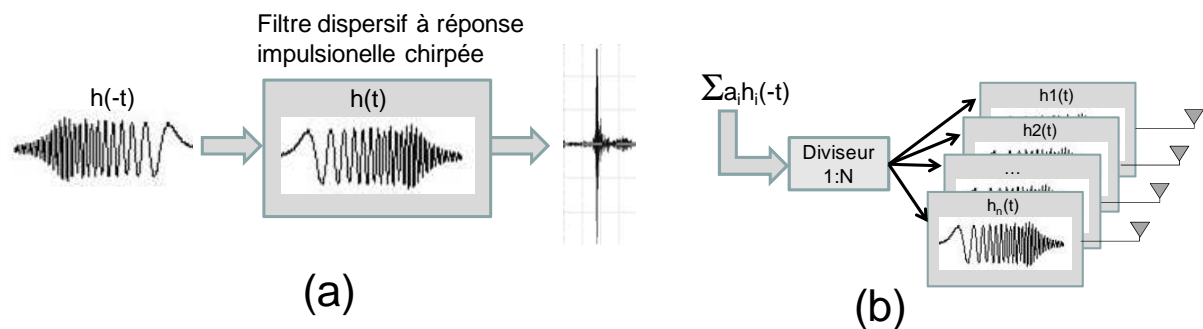 Filtre dispersif à réponse
impulsionelle chirpée
h(-t)
h(t)
(a)
∑aᵢhᵢ(-t)
Diviseur
1:N
h1(t)
h2(t)
...
hₙ(t)
(b)